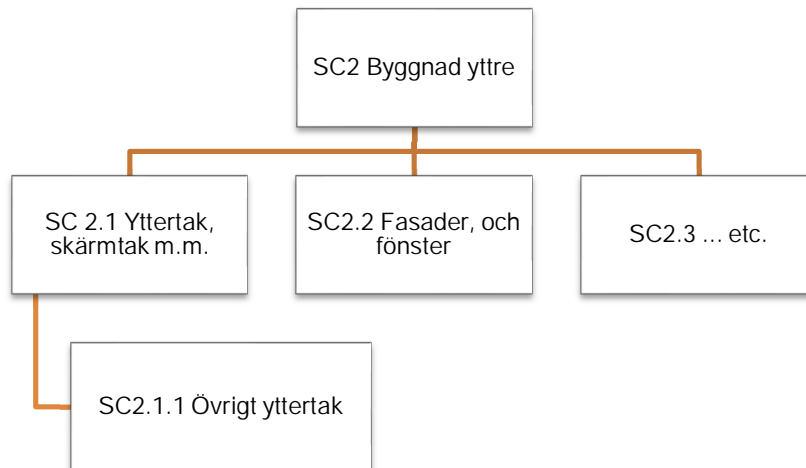 SC2 Byggnad yttre
SC 2.1 Yttertak,
skärmtak m.m.
SC2.2 Fasader, och
fönster
SC2.3 ... etc.
SC2.1.1 Övrigt yttertak